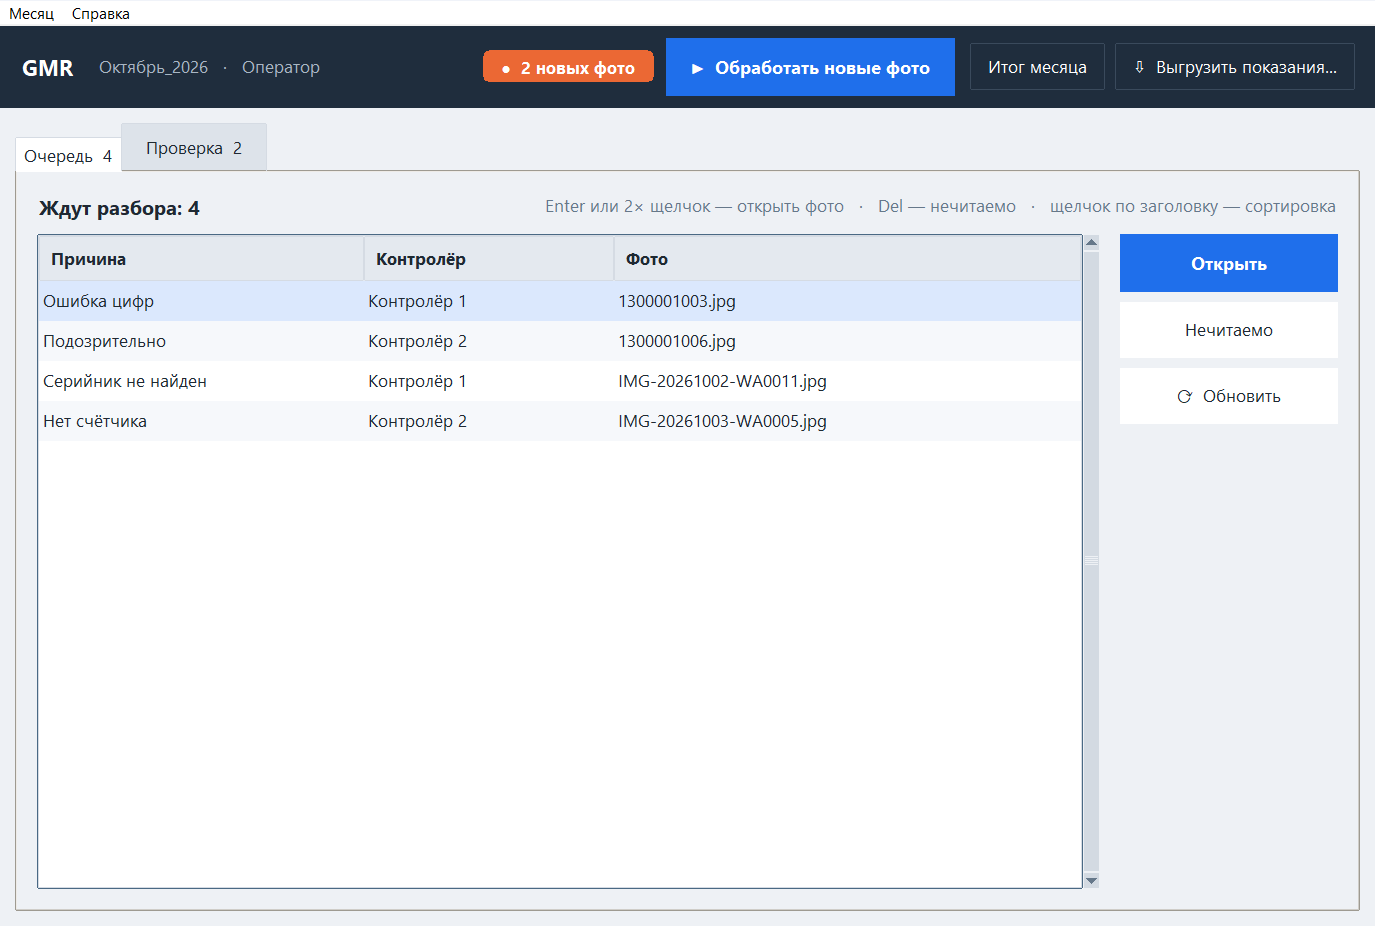 Месяц Справка
GMR Октябрь_2026 · Оператор ● 2 новых фото ► Обработать новые фото Итог месяца ⇩ Выгрузить показания...
Очередь 4 Проверка 2
Ждут разбора: 4 Enter или 2× щелчок — открыть фото · Del — нечитаемо · щелчок по заголовку — сортировка
Причина Контролёр Фото
Ошибка цифр Контролёр 1 1300001003.jpg
Подозрительно Контролёр 2 1300001006.jpg
Серийник не найден Контролёр 1 IMG-20261002-WA0011.jpg
Нет счётчика Контролёр 2 IMG-20261003-WA0005.jpg
Открыть
Нечитаемо
⟳ Обновить